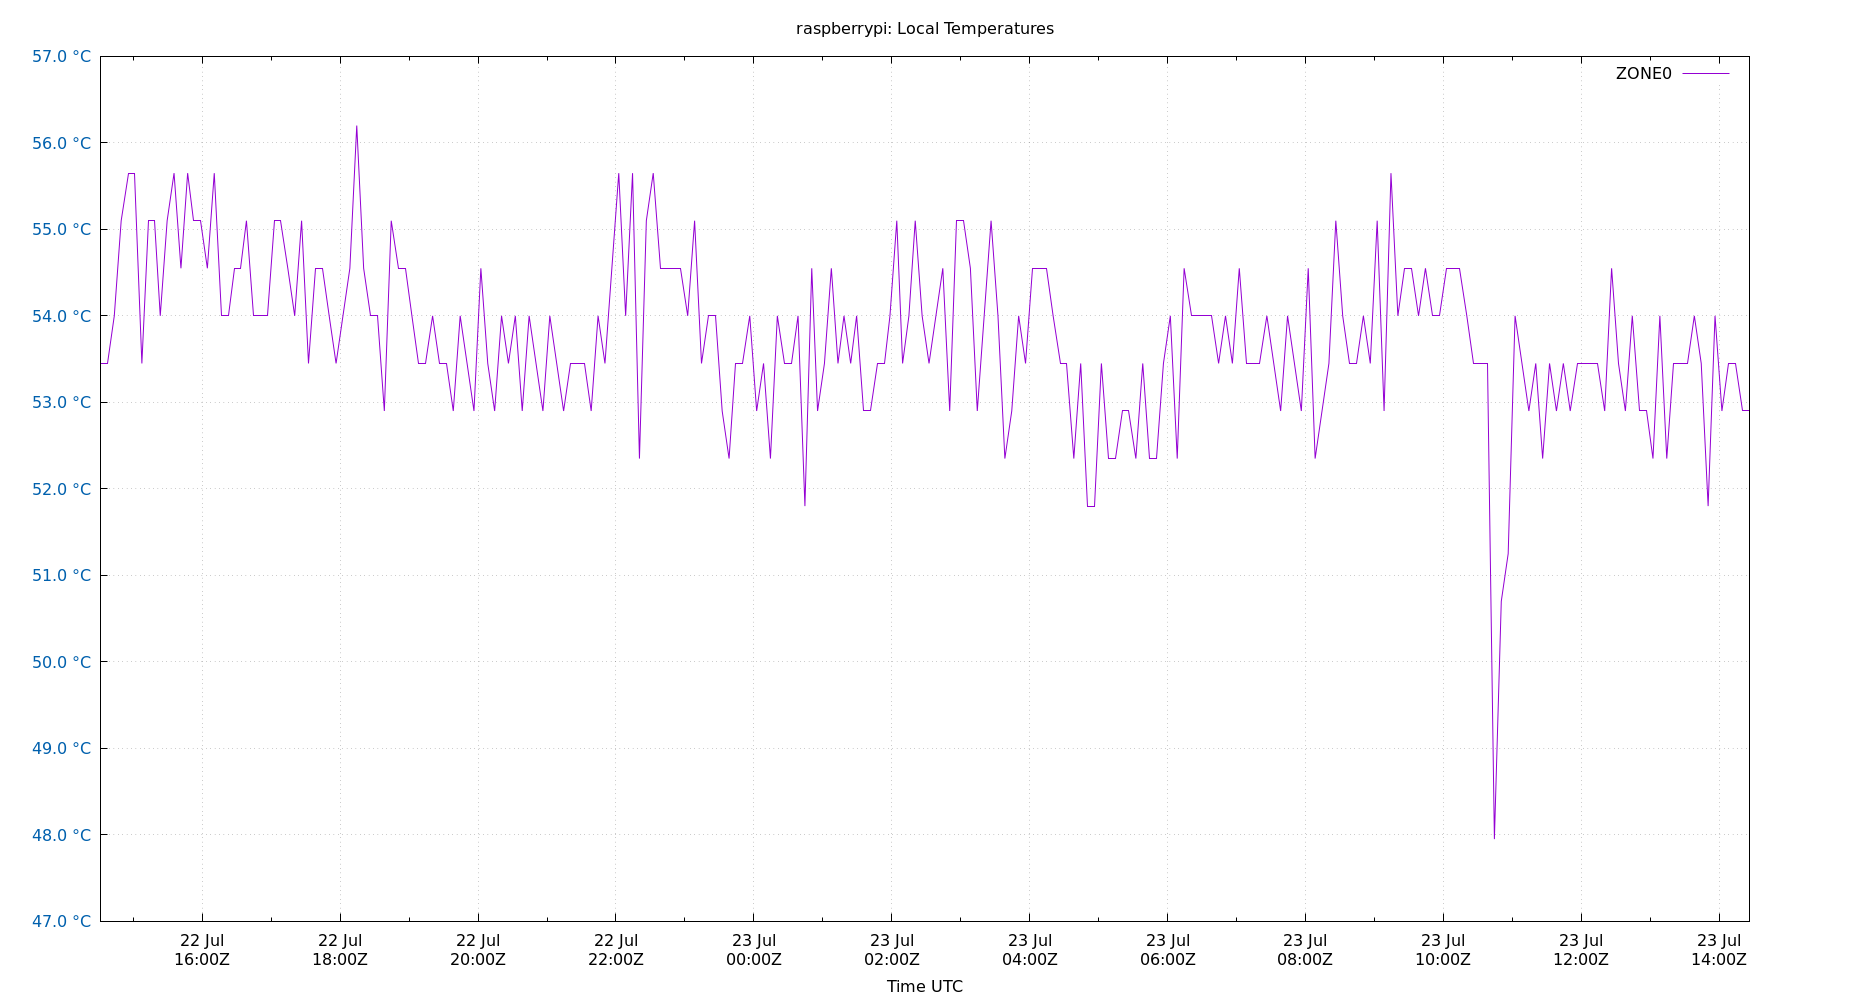 raspberrypi: Local Temperatures
57.0 °C
ZONE0
56.0 °C
55.0 °C
54.0 °C
53.0 °C
52.0 °C
51.0 °C
50.0 °C
49.0 °C
48.0 °C
47.0 °C
22 Jul 22 Jul 22 Jul 22 Jul 23 Jul 23 Jul 23 Jul 23 Jul 23 Jul 23 Jul 23 Jul 23 Jul
16:00Z 18:00Z 20:00Z 22:00Z 00:00Z 02:00Z 04:00Z 06:00Z 08:00Z 10:00Z 12:00Z 14:00Z
Time UTC